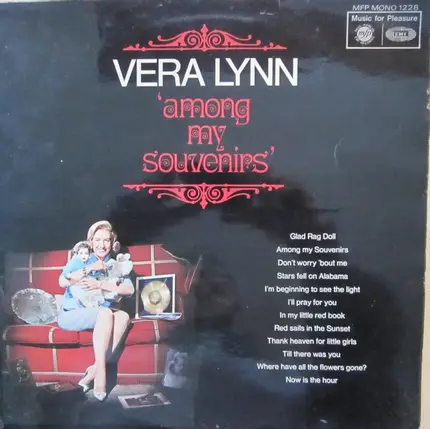 MFP MONO 1228
Music for Pleasure
mfp
EMI
VERA LYNN
'among
my
souvenirs'
Glad Rag Doll
Among my Souvenirs
Don't worry 'bout me
Stars fell on Alabama
I'm beginning to see the light
I'll pray for you
In my little red book
Red sails in the Sunset
Thank heaven for little girls
Till there was you
Where have all the flowers gone?
Now is the hour